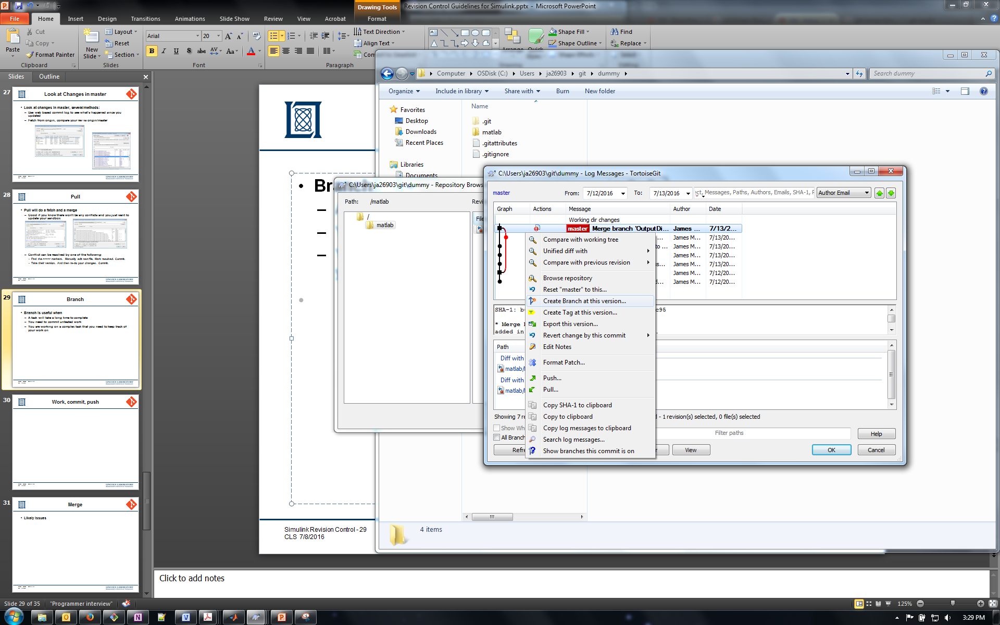 Drawing Tools
Revision Control Guidelines for Simulink.pptx - Microsoft PowerPoint
File Home Insert Design Transitions Animations Slide Show Review View Acrobat Format
Paste Cut
Copy
Format Painter
Clipboard
New Slide
Layout
Reset
Section
Slides
Arial 20
Font
Text Direction
Align Text
Paragraph
Shape Fill
Shape Outline
Find
Replace
Slides Outline
27
Look at Changes in master
• Look at changes in master, several methods:
– Use web based commit log to see what's happened since you updated
– Fetch from origin, compare your rev vs origin/master
28
Pull
• Pull will do a fetch and a merge
– Good if you know there won't be any conflicts and you just want to update your sandbox
– Conflict can be resolved by one of the following:
- Find the <<<<< markers. Manually edit text file. Mark resolved. Commit.
- Take their version. And then re-do your changes. Commit.
LINCOLN LABORATORY
29
Branch
• Branch is useful when
– A task will take a long time to complete
– You need to commit untested work
– You are working on a complex task that you need to keep track of your work on
LINCOLN LABORATORY
30
Work, commit, push
LINCOLN LABORATORY
31
Merge
• Likely issues
LINCOLN LABORATORY
Simulink Revision Control - 29
CLS 7/8/2016
Click to add notes
Slide 29 of 35 "Programmer interview"
125%
3:29 PM
Computer OSDisk (C:) Users ja26903 git dummy
Search dummy
Organize Include in library Share with Burn New folder
Favorites
Desktop
Downloads
Recent Places
Libraries
Documents
Name
.git
matlab
.gitattributes
.gitignore
4 items
C:\Users\ja26903\git\dummy - Repository Brows
Path: /matlab
Revi
/
matlab
File
C:\Users\ja26903\git\dummy - Log Messages - TortoiseGit
master From: 7/12/2016 To: 7/13/2016 ect, Messages, Paths, Authors, Emails, SHA-1, Author Email
Graph Actions Message Author Date
Working dir changes
master Merge branch 'OutputDi... James ... 7/13/2...
... James M... 7/13/20...
to ... James M... 7/13/20...
James M... 7/13/20...
s... James M... 7/13/20...
James M... 7/12/20...
d... James M... 7/12/20...
Compare with working tree
Unified diff with
Compare with previous revision
Browse repository
Reset "master" to this...
Create Branch at this version...
Create Tag at this version...
Export this version...
Revert change by this commit
Edit Notes
Format Patch...
Push...
Pull...
Copy SHA-1 to clipboard
Copy to clipboard
Copy log messages to clipboard
Search log messages...
Show branches this commit is on
SHA-1: c95
* Merge
added in
Path
Diff with
matlab/
Diff with
matlab/
Showing 7 re - 1 revision(s) selected, 0 file(s) selected
Show Wh
All Branch
Filter paths
Help
Refre
View
OK
Cancel